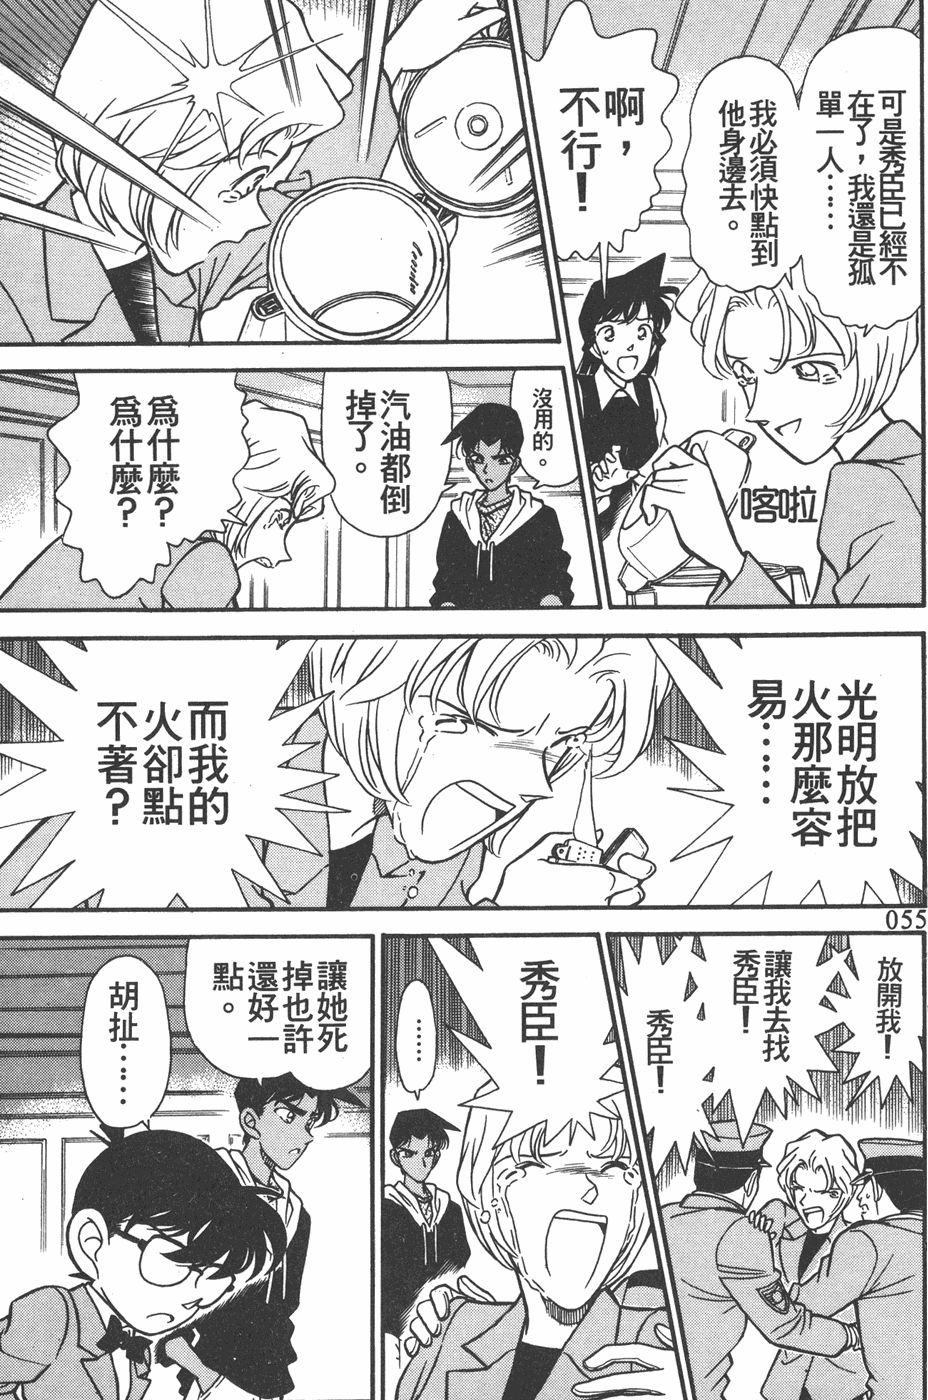 可是秀臣已經不
在了，我還是孤
單一人……
我必須快點到
他身邊去。
啊，
不行！
喀啦
沒用的。
汽油都倒
掉了。
為什麼？
為什麼？
光明放把
火那麼容
易……
而我的
火卻點
不著？
055
放開我！
讓我去找
秀臣！
秀臣！
秀臣！
……
讓她死
掉也許
還好一
點。
胡扯……